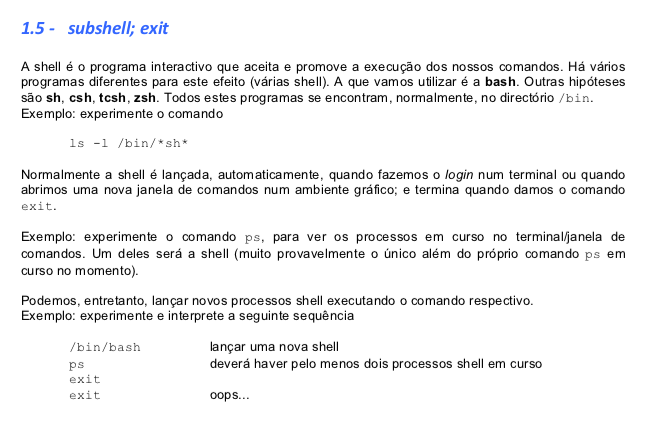 1.5 - subshell; exit
A shell é o programa interactivo que aceita e promove a execução dos nossos comandos. Há vários
programas diferentes para este efeito (várias shell). A que vamos utilizar é a bash. Outras hipóteses
são sh, csh, tcsh, zsh. Todos estes programas se encontram, normalmente, no directório /bin.
Exemplo: experimente o comando
ls -l /bin/*sh*
Normalmente a shell é lançada, automaticamente, quando fazemos o login num terminal ou quando
abrimos uma nova janela de comandos num ambiente gráfico; e termina quando damos o comando
exit.
Exemplo: experimente o comando ps, para ver os processos em curso no terminal/janela de
comandos. Um deles será a shell (muito provavelmente o único além do próprio comando ps em
curso no momento).
Podemos, entretanto, lançar novos processos shell executando o comando respectivo.
Exemplo: experimente e interprete a seguinte sequência
/bin/bash lançar uma nova shell
ps deverá haver pelo menos dois processos shell em curso
exit
exit oops...